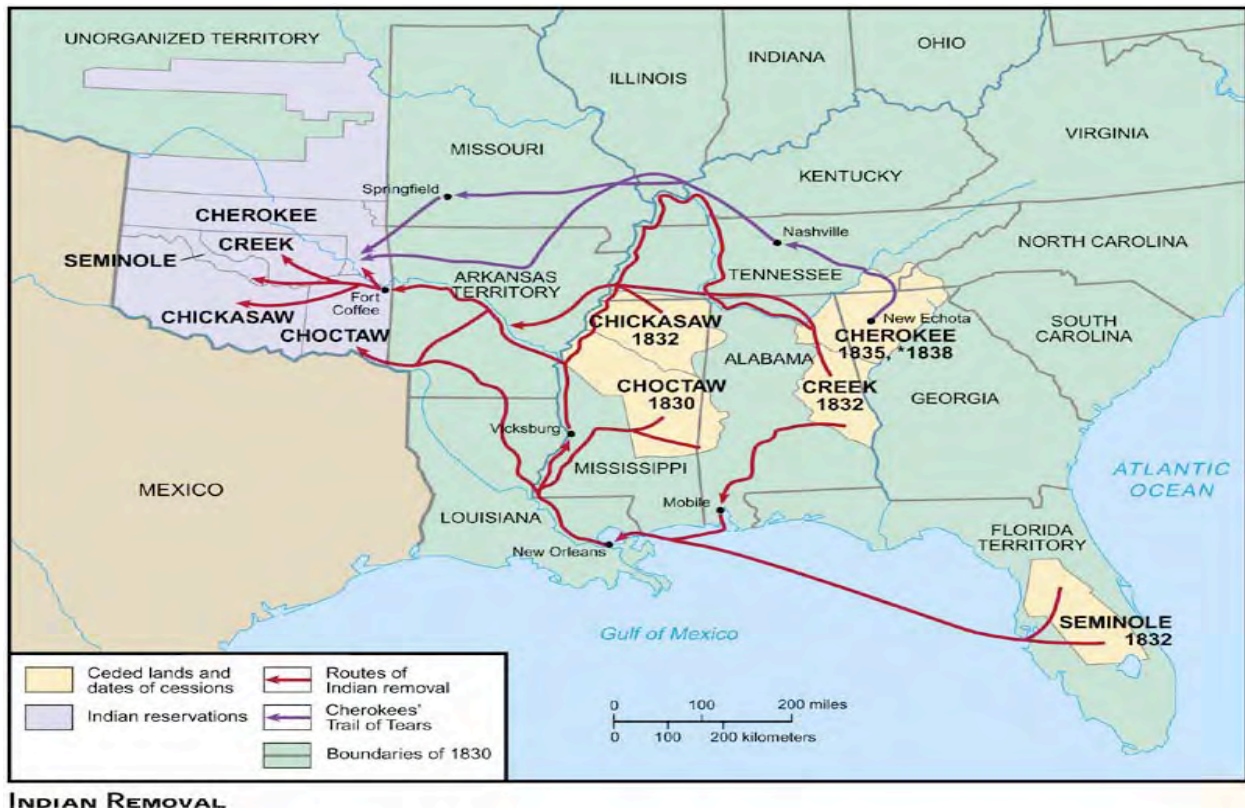 UNORGANIZED TERRITORY
OHIO
INDIANA
ILLINOIS
VIRGINIA
MISSOURI
KENTUCKY
Springfield
CHEROKEE
Nashville
NORTH CAROLINA
CREEK
SEMINOLE
TENNESSEE
ARKANSAS
TERRITORY
Fort
Coffee
CHICKASAW
CHOCTAW
CHICKASAW
1832
New Echota
CHEROKEE
1835, *1838
SOUTH
CAROLINA
ALABAMA
CHOCTAW
1830
CREEK
1832
GEORGIA
Vicksburg
MISSISSIPPI
MEXICO
ATLANTIC
OCEAN
Mobile
LOUISIANA
New Orleans
FLORIDA
TERRITORY
SEMINOLE
1832
Gulf of Mexico
Ceded lands and
dates of cessions
Indian reservations
Routes of
Indian removal
Cherokees'
Trail of Tears
Boundaries of 1830
0 100 200 miles
0 100 200 kilometers
INDIAN REMOVAL